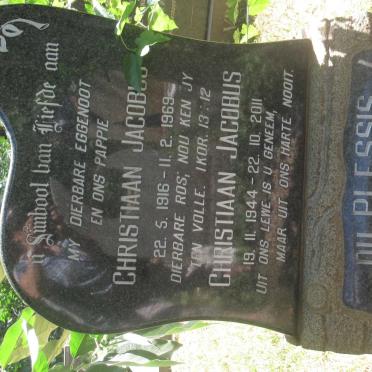 'n Simbool van Liefde aan
MY DIERBARE EGGENOOT
EN ONS PAPPIE
CHRISTIAAN JACOBUS
22. 5. 1916 - 11. 2. 1969
DIERBARE ROS; NOU KEN JY
TEN VOLLE. I KOR. 13 : 12
CHRISTIAAN JACOBUS
19. 11. 1944 - 22. 10. 2011
UIT ONS LEWE IS JY GENEEM,
MAAR UIT ONS HARTE NOOIT.
DU PLESSIS